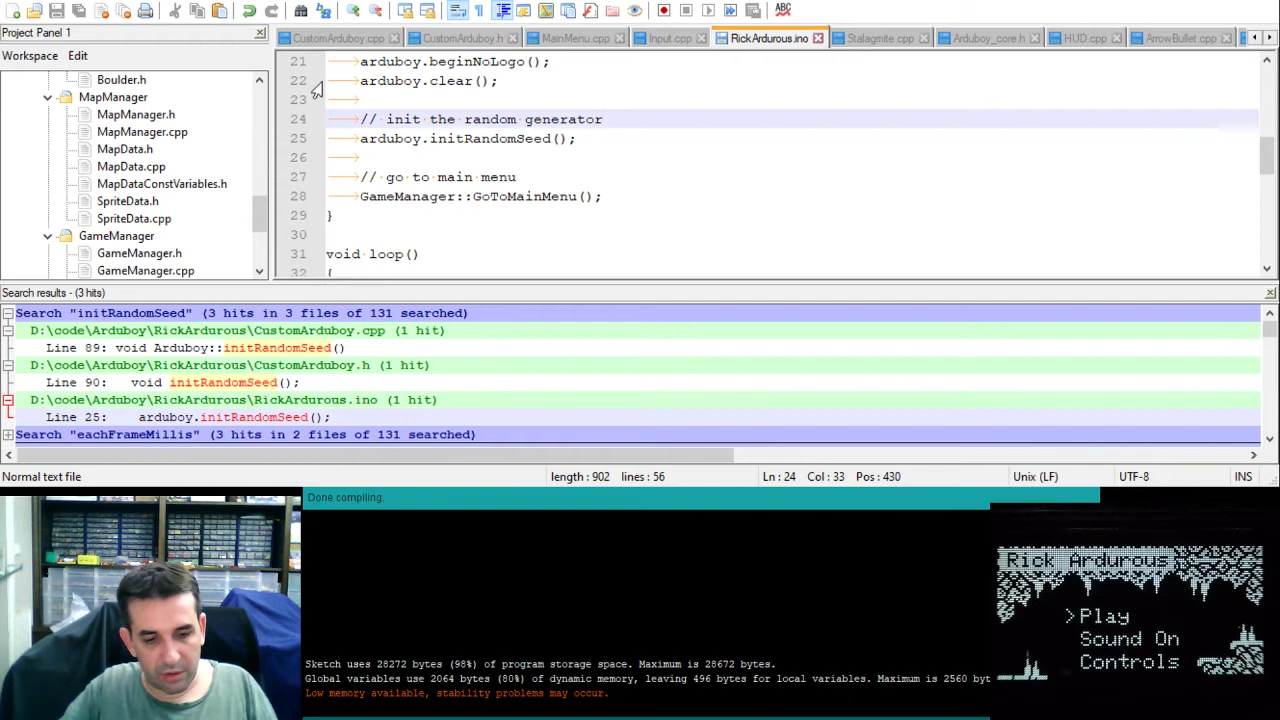 ABC
Project Panel 1
CustomArduboy.cpp
CustomArduboy.h
MainMenu.cpp
Input.cpp
RickArdurous.ino
Stalagmite.cpp
Arduboy_core.h
HUD.cpp
ArrowBullet.cpp
Workspace Edit
Boulder.h
MapManager
MapManager.h
MapManager.cpp
MapData.h
MapData.cpp
MapDataConstVariables.h
SpriteData.h
SpriteData.cpp
GameManager
GameManager.h
GameManager.cpp
21 arduboy.beginNoLogo();
22 arduboy.clear();
23
24 // init the random generator
25 arduboy.initRandomSeed();
26
27 // go to main menu
28 GameManager::GoToMainMenu();
29 }
30
31 void loop()
32 {
Search results - (3 hits)
Search "initRandomSeed" (3 hits in 3 files of 131 searched)
D:\code\Arduboy\RickArdurous\CustomArduboy.cpp (1 hit)
Line 89: void Arduboy::initRandomSeed()
D:\code\Arduboy\RickArdurous\CustomArduboy.h (1 hit)
Line 90: void initRandomSeed();
D:\code\Arduboy\RickArdurous\RickArdurous.ino (1 hit)
Line 25: arduboy.initRandomSeed();
Search "eachFrameMillis" (3 hits in 2 files of 131 searched)
Normal text file length : 902 lines : 56 Ln : 24 Col : 33 Pos : 430 Unix (LF) UTF-8 INS
Done compiling.
Sketch uses 28272 bytes (98%) of program storage space. Maximum is 28672 bytes.
Global variables use 2064 bytes (80%) of dynamic memory, leaving 496 bytes for local variables. Maximum is 2560 byt
Low memory available, stability problems may occur.
Rick Ardurous
>Play
Sound On
Controls